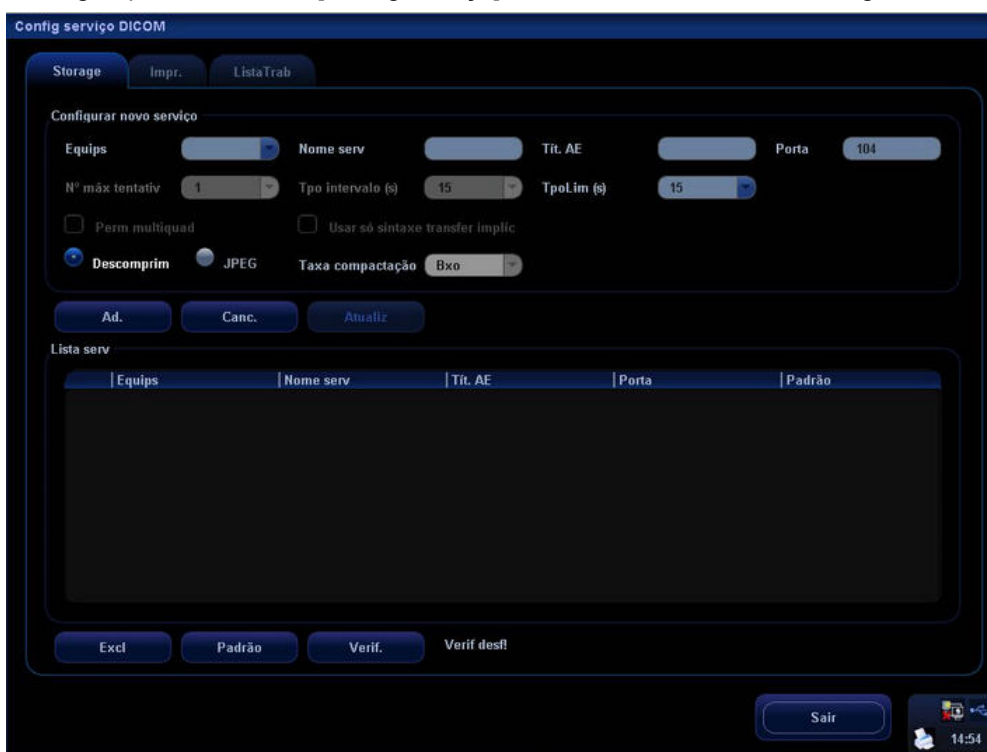 Config serviço DICOM
Storage Impr. ListaTrab
Configurar novo serviço
Equips Nome serv Tít. AE Porta 104
Nº máx tentativ 1 Tpo intervalo (s) 15 TpoLim (s) 15
Perm multiquad Usar só sintaxe transfer implíc
Descomprim JPEG Taxa compactação Bxo
Ad. Canc. Atualiz
Lista serv
Equips Nome serv Tít. AE Porta Padrão
Excl Padrão Verif. Verif desf!
Sair
14:54